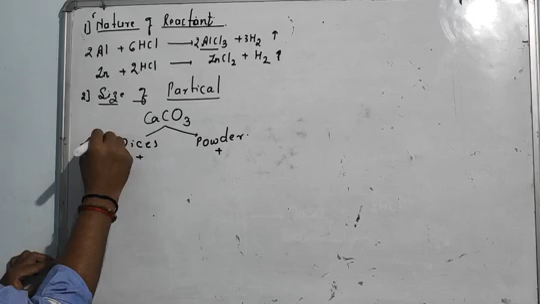 1) Nature of Reactant.
2Al + 6HCl ⟶ 2AlCl3 + 3H2 ↑
Zn + 2HCl ⟶ ZnCl2 + H2 ↑
2) Size of Partical
CaCO3
Powder.
+ +